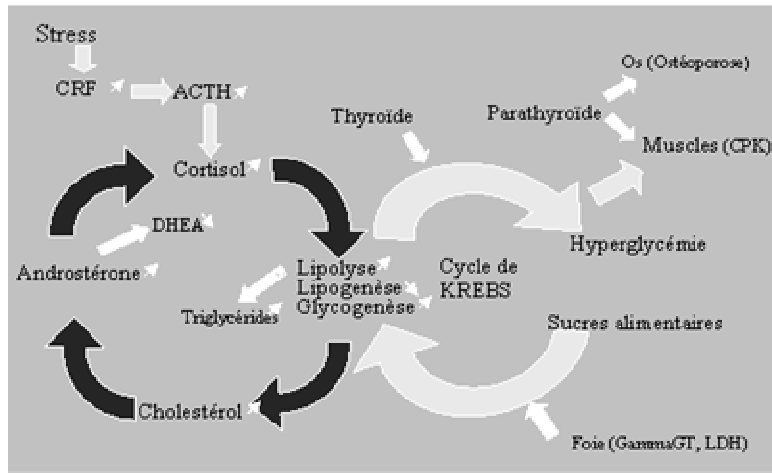 Stress
CRF
ACTH
Cortisol
DHEA
Androstérone
Lipolyse
Lipogenèse
Glycogenèse
Triglycérides
Cholestérol
Thyroïde
Cycle de
KREBS
Os (Ostéoporose)
Parathyroïde
Muscles (CPK)
Hyperglycémie
Sucres alimentaires
Foie (GammaGT, LDH)